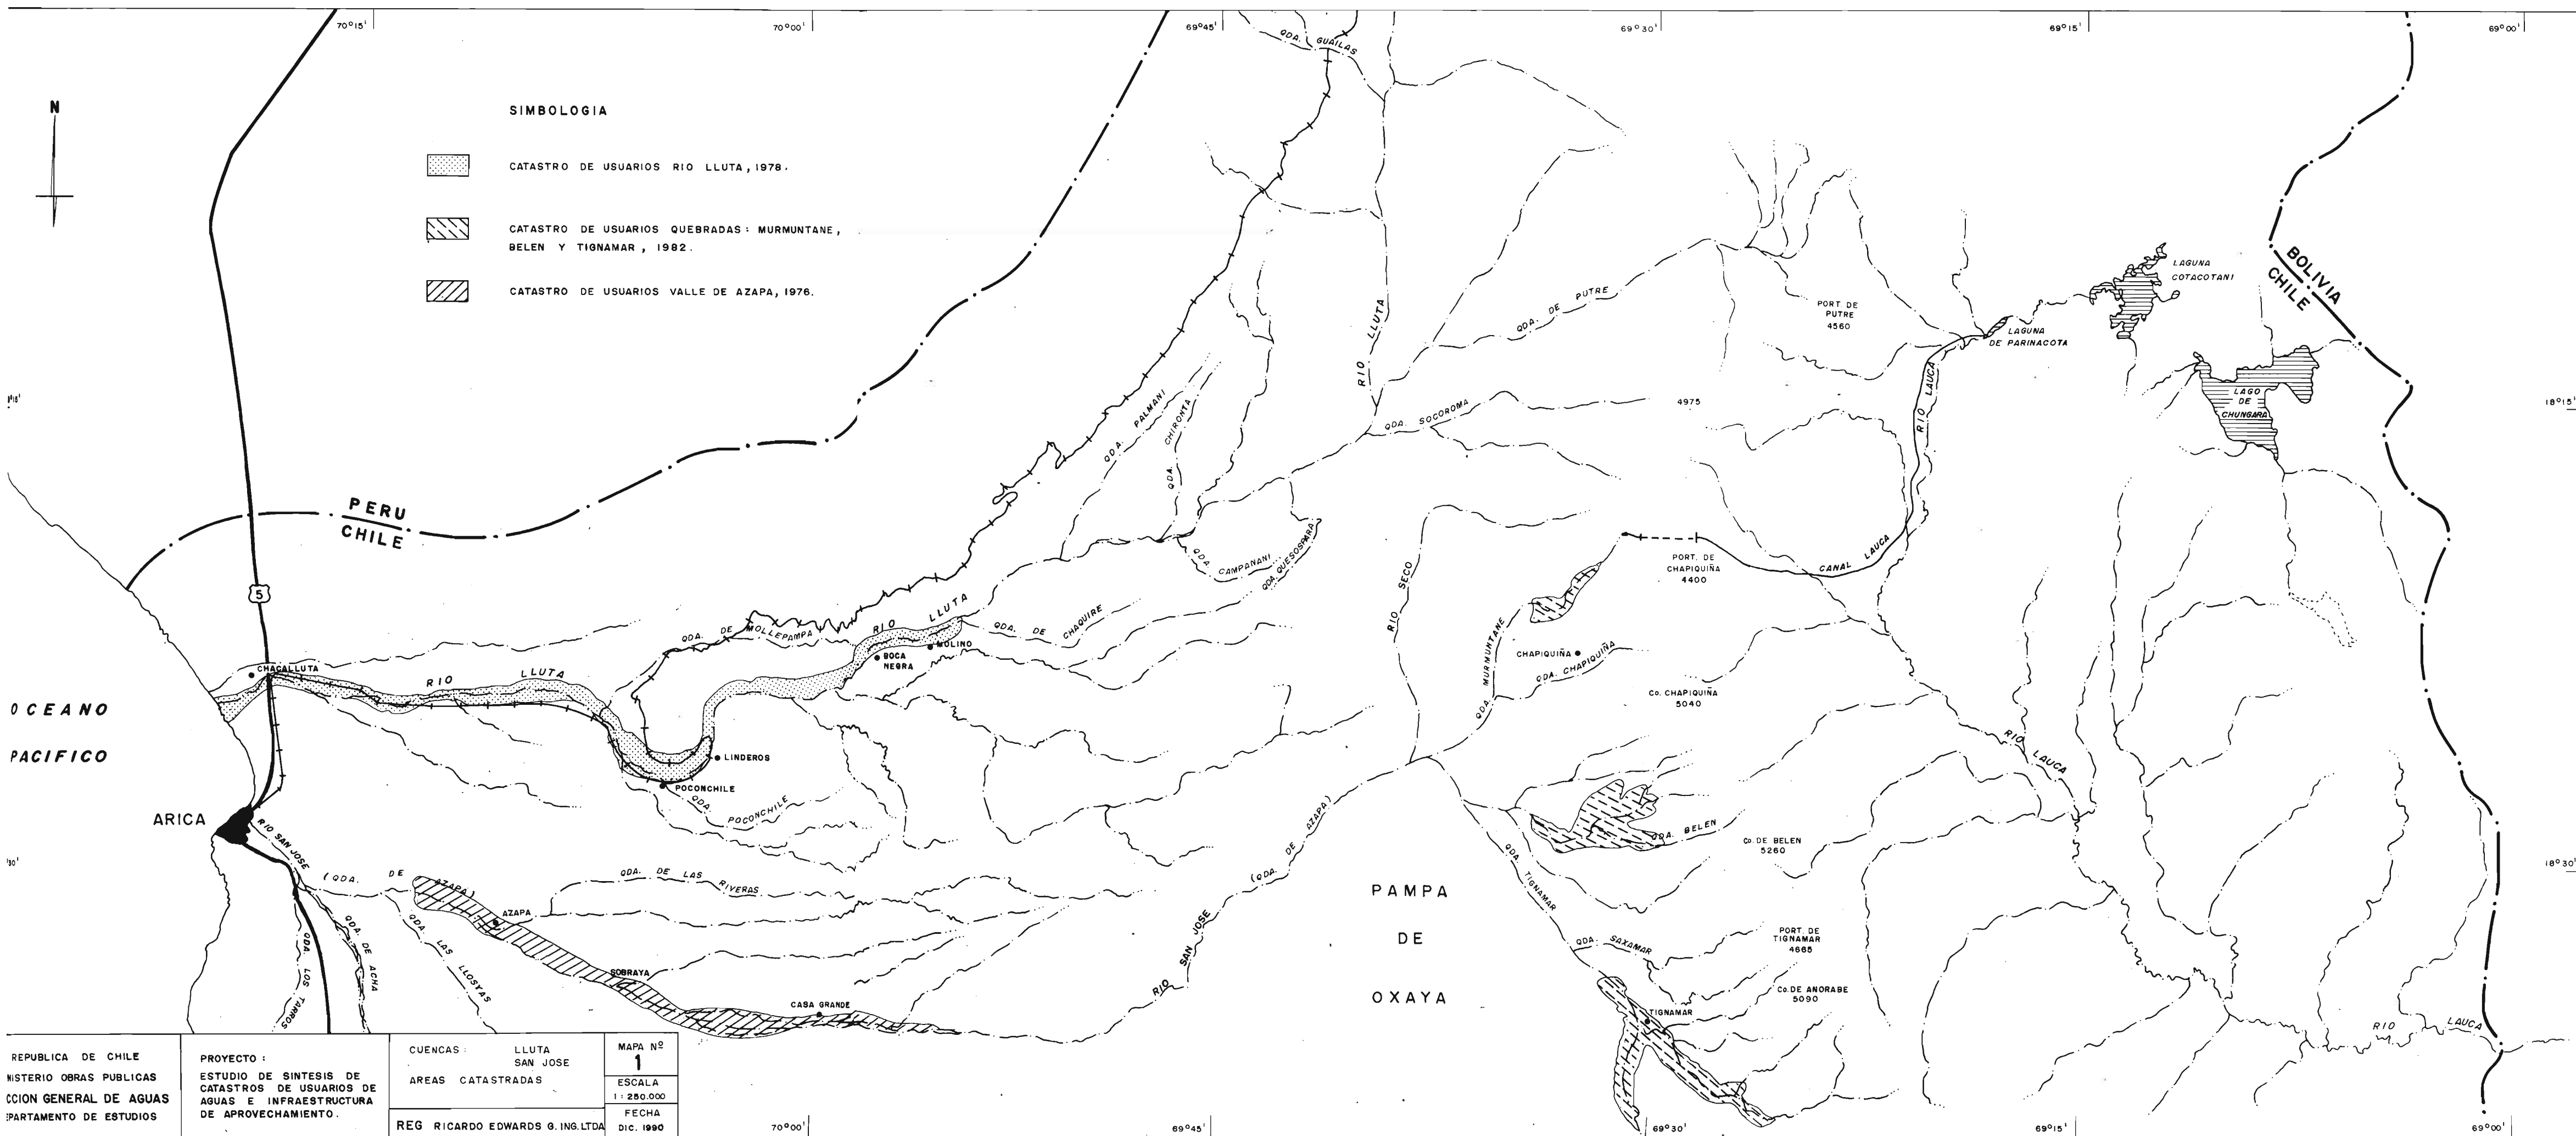 70°15'
70°00'
69°45'
69°30'
69°15'
69°00'
N
SIMBOLOGIA
CATASTRO DE USUARIOS RIO LLUTA, 1978.
CATASTRO DE USUARIOS QUEBRADAS: MURMUNTANE,
BELEN Y TIGNAMAR, 1982.
CATASTRO DE USUARIOS VALLE DE AZAPA, 1976.
QDA. GUAILAS
RIO LLUTA
QDA. DE PUTRE
PORT. DE
PUTRE
4560
LAGUNA
COTACOTANI
LAGUNA
DE PARINACOTA
BOLIVIA
CHILE
LAGO
DE
CHUNGARA
RIO LAUCA
18°15'
4975
QDA. SOCOROMA
QDA. PALMANI
QDA. CHIRONTA
PERU
CHILE
5
QDA. CAMPANANI
QDA. QUESOSPARA
RIO SECO
PORT. DE
CHAPIQUIÑA
4400
CANAL LAUCA
QDA. DE MOLLEPAMPA
RIO LLUTA
QDA. DE CHAQUIRE
MOLINO
BOCA
NEGRA
CHACALLUTA
RIO LLUTA
QDA. MURMUNTANE
CHAPIQUIÑA
QDA. CHAPIQUIÑA
Co. CHAPIQUIÑA
5040
OCEANO
PACIFICO
LINDEROS
POCONCHILE
QDA. POCONCHILE
RIO LAUCA
ARICA
RIO SAN JOSE
(QDA. DE AZAPA)
QDA. DE LAS RIVERAS
AZAPA
RIO SAN JOSE
(QDA. DE AZAPA)
QDA. BELEN
Co. DE BELEN
5260
18°30'
QDA. TIGNAMAR
PAMPA
DE
OXAYA
QDA. SAXAMAR
PORT. DE
TIGNAMAR
4665
Co. DE ANORABE
5090
TIGNAMAR
QDA. LOS TARROS
QDA. DE ACHA
QDA. LAS LLOSYAS
SOBRAYA
CASA GRANDE
RIO LAUCA
REPUBLICA DE CHILE
NISTERIO OBRAS PUBLICAS
CCION GENERAL DE AGUAS
EPARTAMENTO DE ESTUDIOS
PROYECTO :
ESTUDIO DE SINTESIS DE
CATASTROS DE USUARIOS DE
AGUAS E INFRAESTRUCTURA
DE APROVECHAMIENTO.
CUENCAS: LLUTA
SAN JOSE
AREAS CATASTRADAS
REG RICARDO EDWARDS G. ING. LTDA
MAPA Nº
1
ESCALA
1 : 250.000
FECHA
DIC. 1990
70°00'
69°45'
69°30'
69°15'
69°00'